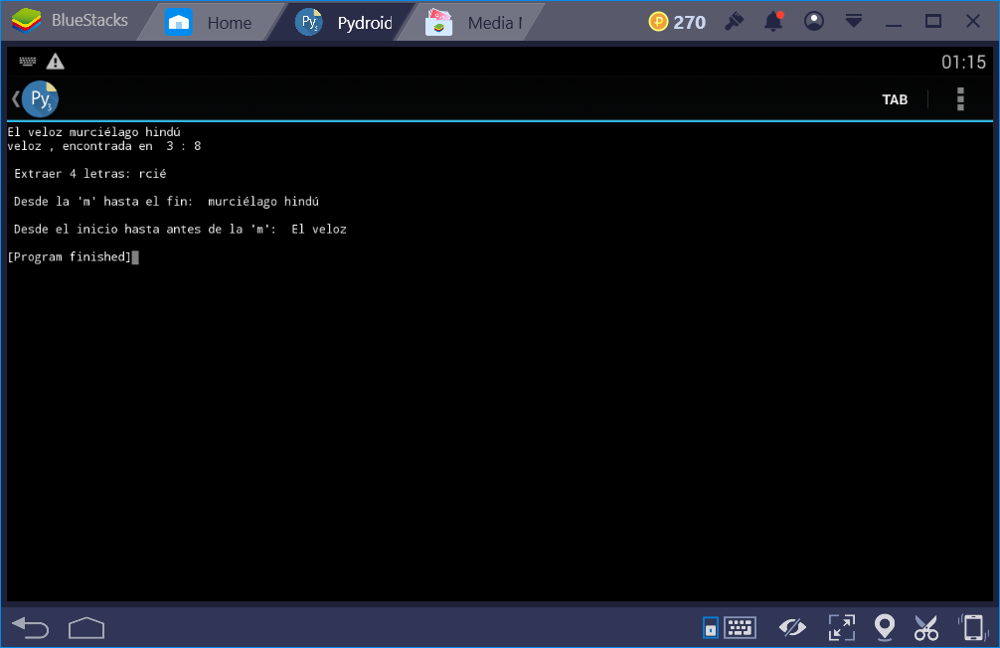 BlueStacks Home Pydroid Media 270
01:15
Py3 TAB
El veloz murciélago hindú
veloz , encontrada en  3 : 8
Extraer 4 letras: rcié
Desde la 'm' hasta el fin:  murciélago hindú
Desde el inicio hasta antes de la 'm':  El veloz
[Program finished]